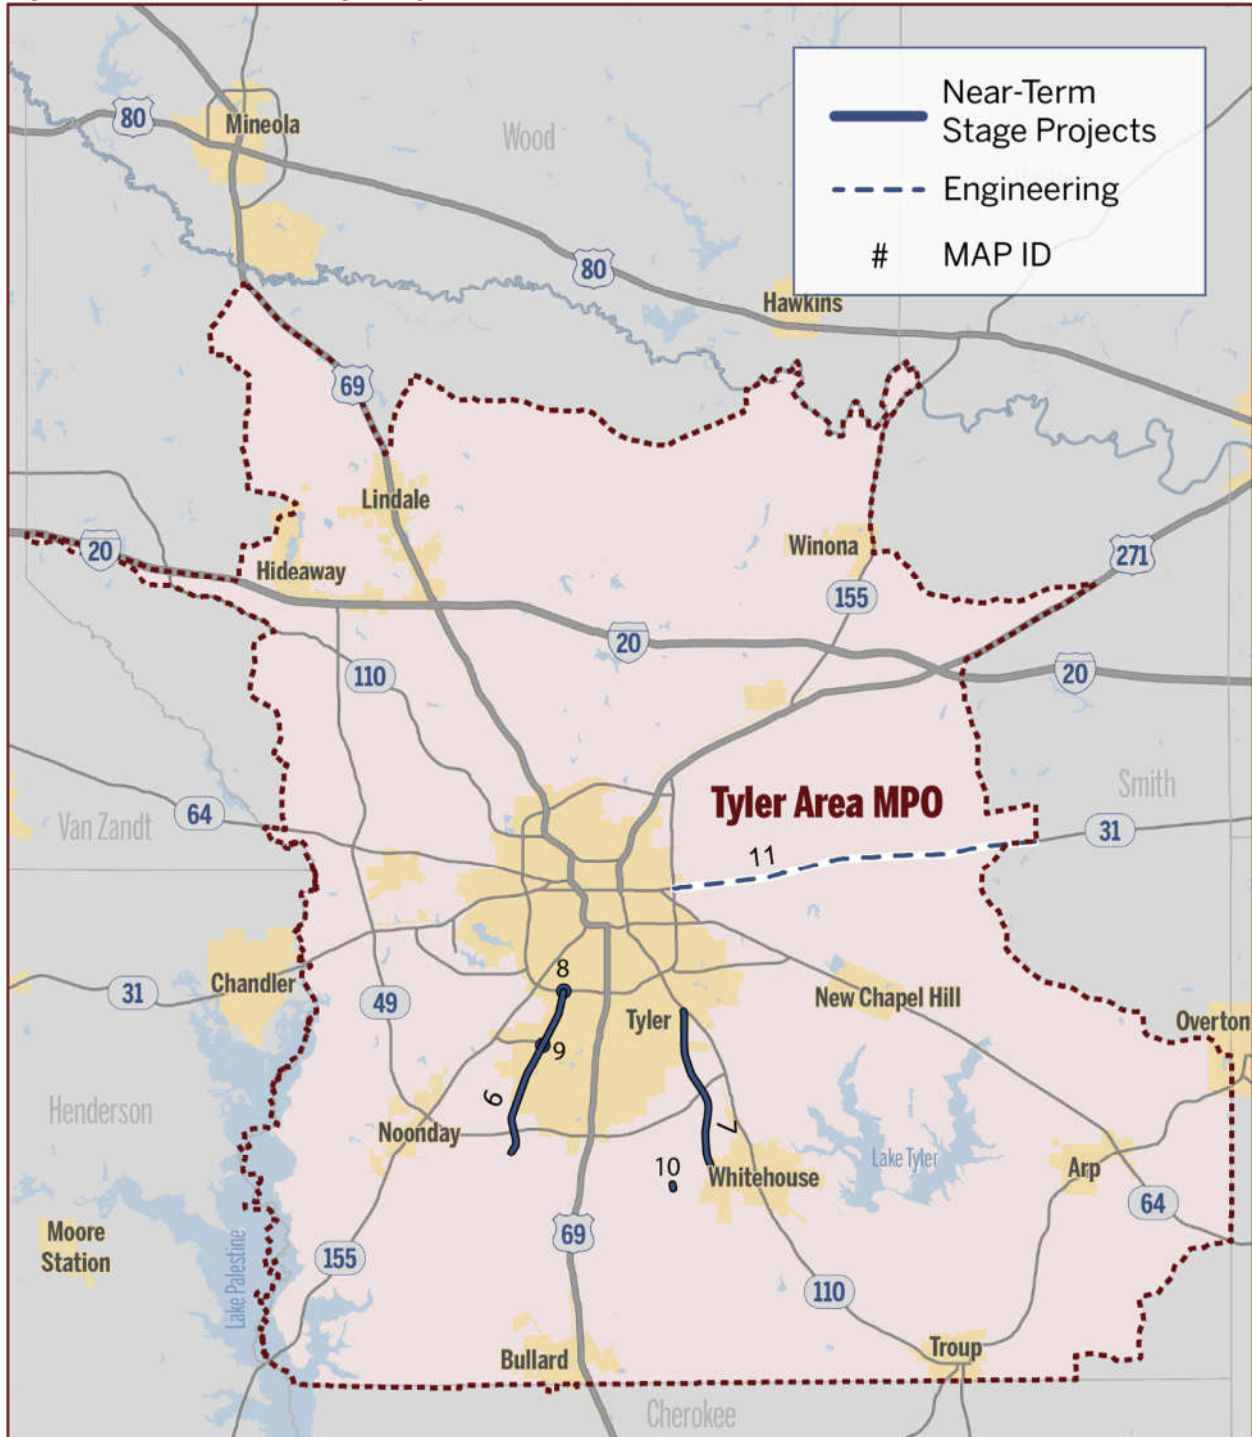 Near-Term
Stage Projects
Engineering
# MAP ID
80
Mineola
Wood
80
Hawkins
69
Lindale
Winona
271
20
Hideaway
155
20
20
110
Tyler Area MPO
Smith
64
Van Zandt
31
11
8
Chandler
31
49
New Chapel Hill
Tyler
Overton
9
6
Henderson
7
Noonday
Lake Tyler
10
Whitehouse
Arp
64
Moore
Station
69
Lake Palestine
155
110
Troup
Bullard
Cherokee